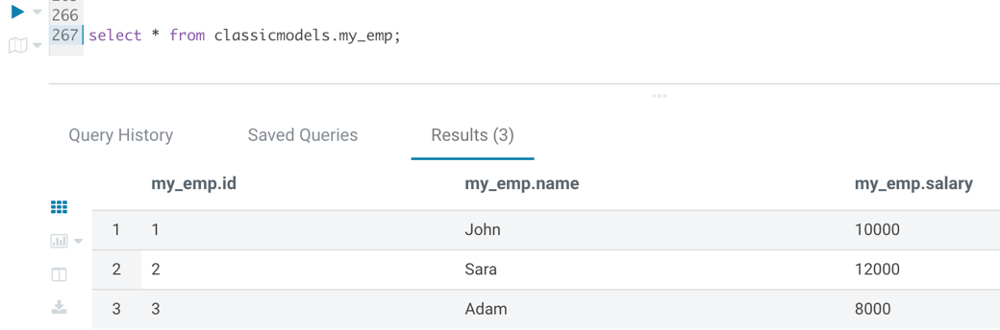 266
267 select * from classicmodels.my_emp;
Query History Saved Queries Results (3)
my_emp.id my_emp.name my_emp.salary
1 1 John 10000
2 2 Sara 12000
3 3 Adam 8000